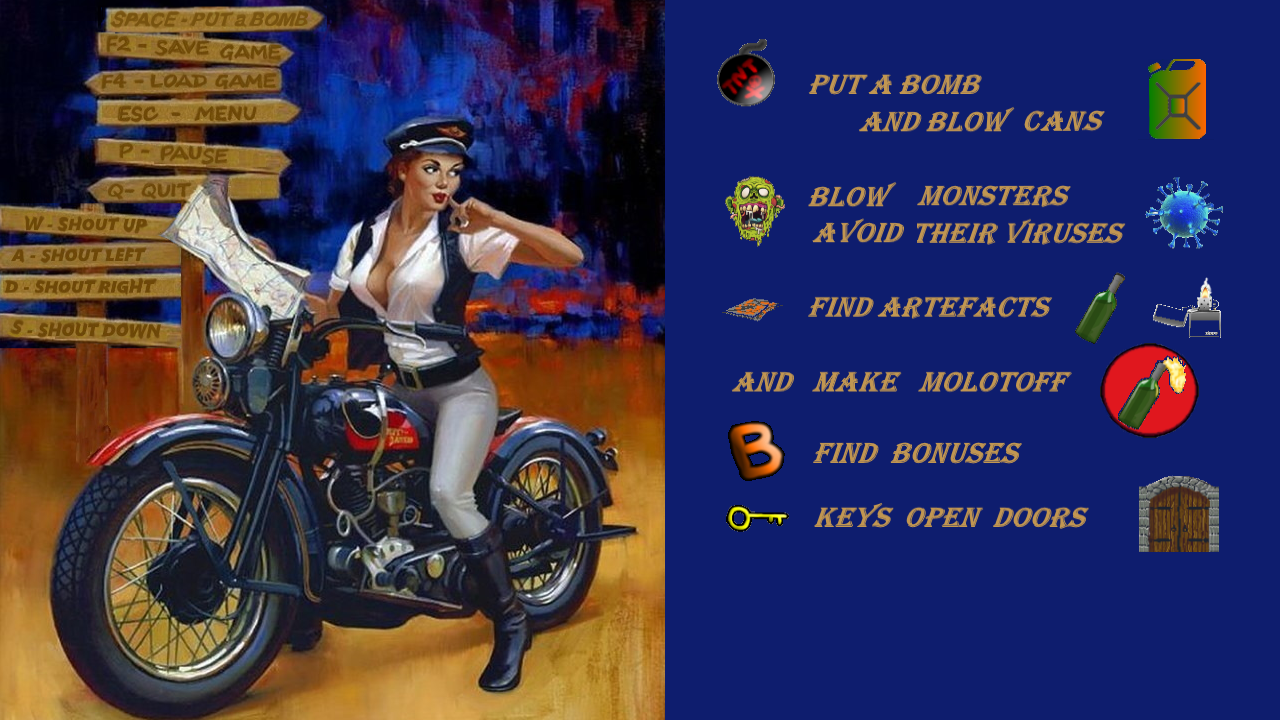 SPACE - PUT a BOMB
F2 - SAVE GAME
F4 - LOAD GAME
ESC - MENU
P - PAUSE
Q- QUIT
W - SHOUT UP
A - SHOUT LEFT
D - SHOUT RIGHT
S - SHOUT DOWN
TNT
PUT A BOMB
AND BLOW CANS
BLOW MONSTERS
AVOID THEIR VIRUSES
FIND ARTEFACTS
zippo
AND MAKE MOLOTOFF
B
FIND BONUSES
KEYS OPEN DOORS